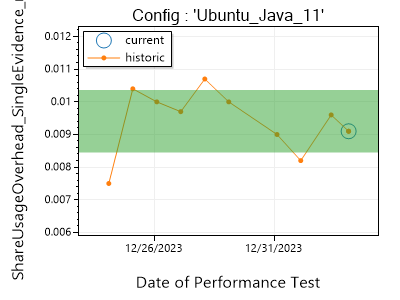 Config : 'Ubuntu_Java_11'
current
historic
0.012
0.011
0.01
0.009
0.008
0.007
0.006
ShareUsageOverhead_SingleEvidence_
12/26/2023
12/31/2023
Date of Performance Test